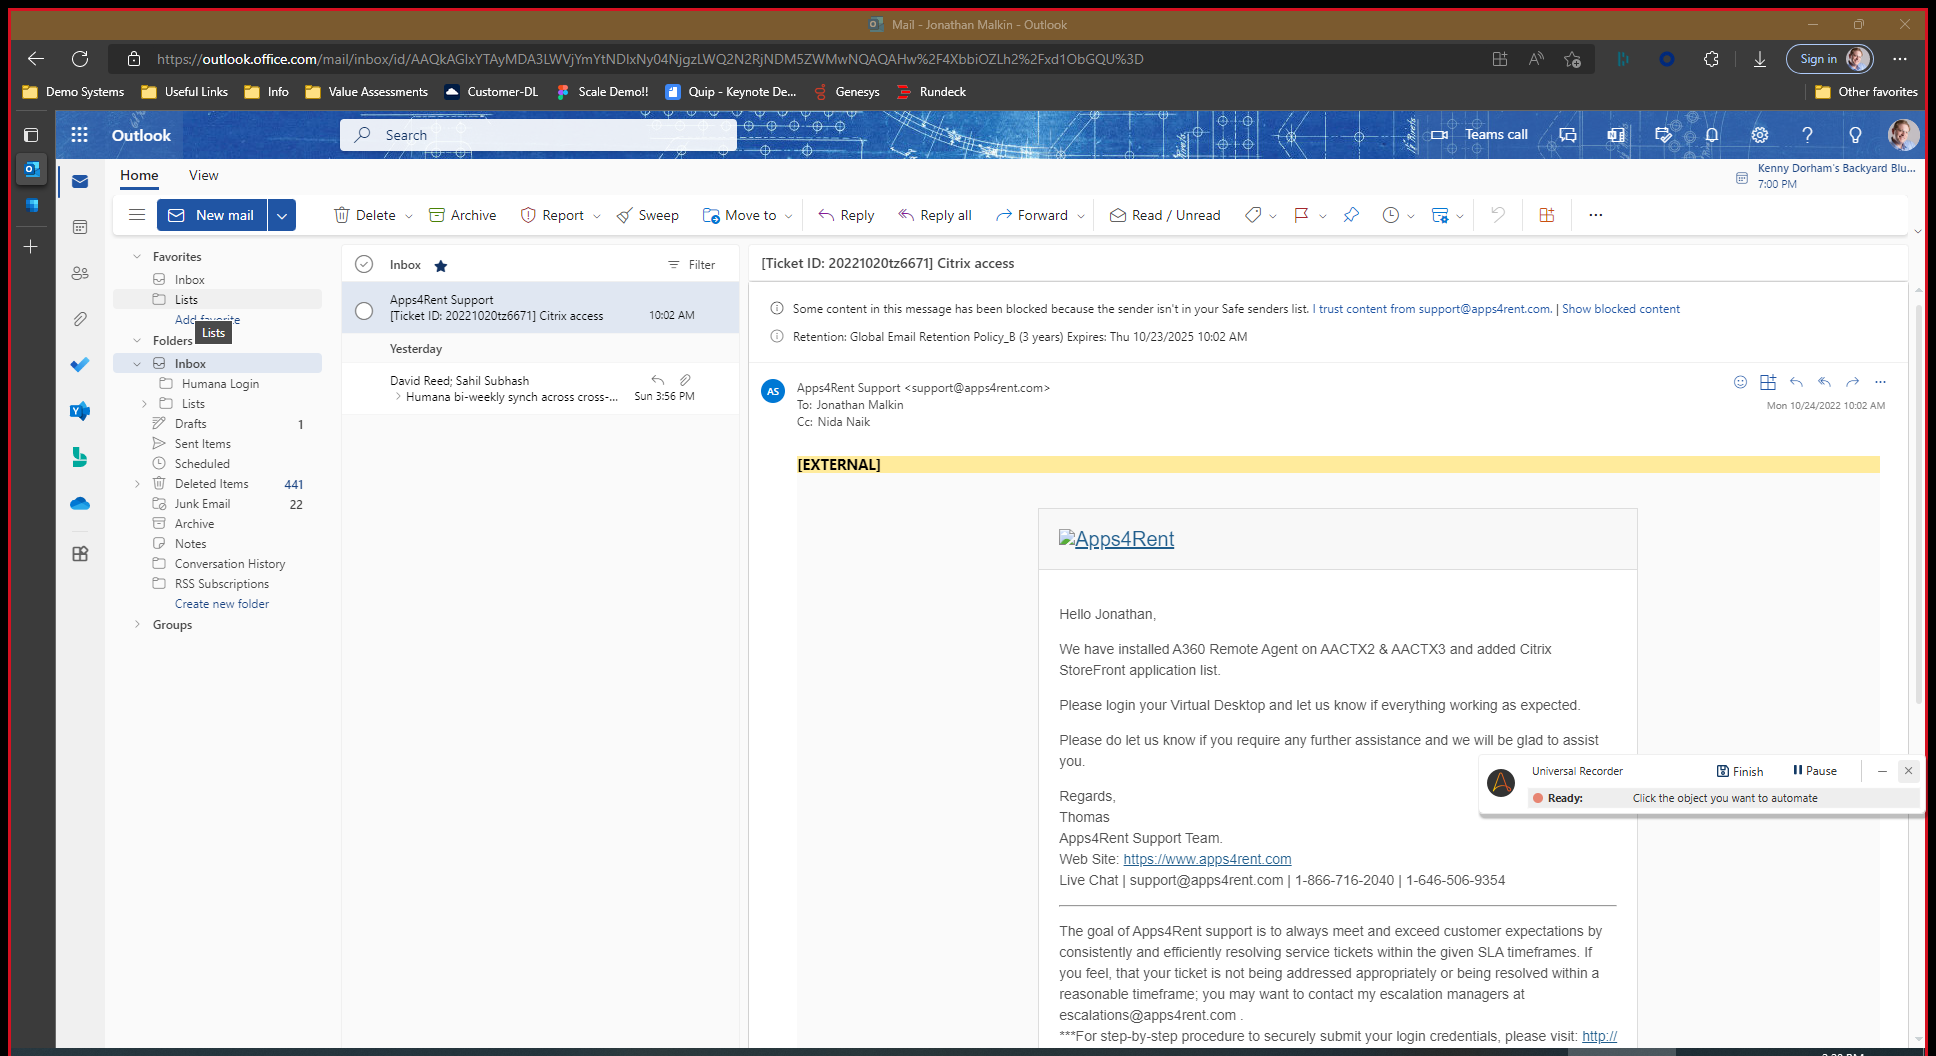 Mail - Jonathan Malkin - Outlook
https://outlook.office.com/mail/inbox/id/AAQkAGIxYTAyMDA3LWVjYmYtNDIxNy04NjgzLWQ2N2RjNDM5ZWMwNQAQAHw%2F4XbbiOZLh2%2Fxd1ObGQU%3D
Sign in
Demo Systems
Useful Links
Info
Value Assessments
Customer-DL
Scale Demo!!
Quip - Keynote De...
Genesys
Rundeck
Other favorites
Outlook
Search
Teams call
Home
View
Kenny Dorham's Backyard Blu...
7:00 PM
New mail
Delete
Archive
Report
Sweep
Move to
Reply
Reply all
Forward
Read / Unread
Favorites
Inbox
Lists
Add favorite
Lists
Folders
Inbox
Humana Login
Lists
Drafts 1
Sent Items
Scheduled
Deleted Items 441
Junk Email 22
Archive
Notes
Conversation History
RSS Subscriptions
Create new folder
Groups
Inbox
Filter
Apps4Rent Support
[Ticket ID: 20221020tz6671] Citrix access 10:02 AM
Yesterday
David Reed; Sahil Subhash
Humana bi-weekly synch across cross-... Sun 3:56 PM
[Ticket ID: 20221020tz6671] Citrix access
Some content in this message has been blocked because the sender isn't in your Safe senders list. I trust content from support@apps4rent.com. | Show blocked content
Retention: Global Email Retention Policy_B (3 years) Expires: Thu 10/23/2025 10:02 AM
AS
Apps4Rent Support <support@apps4rent.com>
To: Jonathan Malkin
Cc: Nida Naik
Mon 10/24/2022 10:02 AM
[EXTERNAL]
Apps4Rent
Hello Jonathan,
We have installed A360 Remote Agent on AACTX2 & AACTX3 and added Citrix
StoreFront application list.
Please login your Virtual Desktop and let us know if everything working as expected.
Please do let us know if you require any further assistance and we will be glad to assist
you.
Regards,
Thomas
Apps4Rent Support Team.
Web Site: https://www.apps4rent.com
Live Chat | support@apps4rent.com | 1-866-716-2040 | 1-646-506-9354
The goal of Apps4Rent support is to always meet and exceed customer expectations by
consistently and efficiently resolving service tickets within the given SLA timeframes. If
you feel, that your ticket is not being addressed appropriately or being resolved within a
reasonable timeframe; you may want to contact my escalation managers at
escalations@apps4rent.com .
***For step-by-step procedure to securely submit your login credentials, please visit: http://
Universal Recorder
Finish
Pause
Ready:
Click the object you want to automate